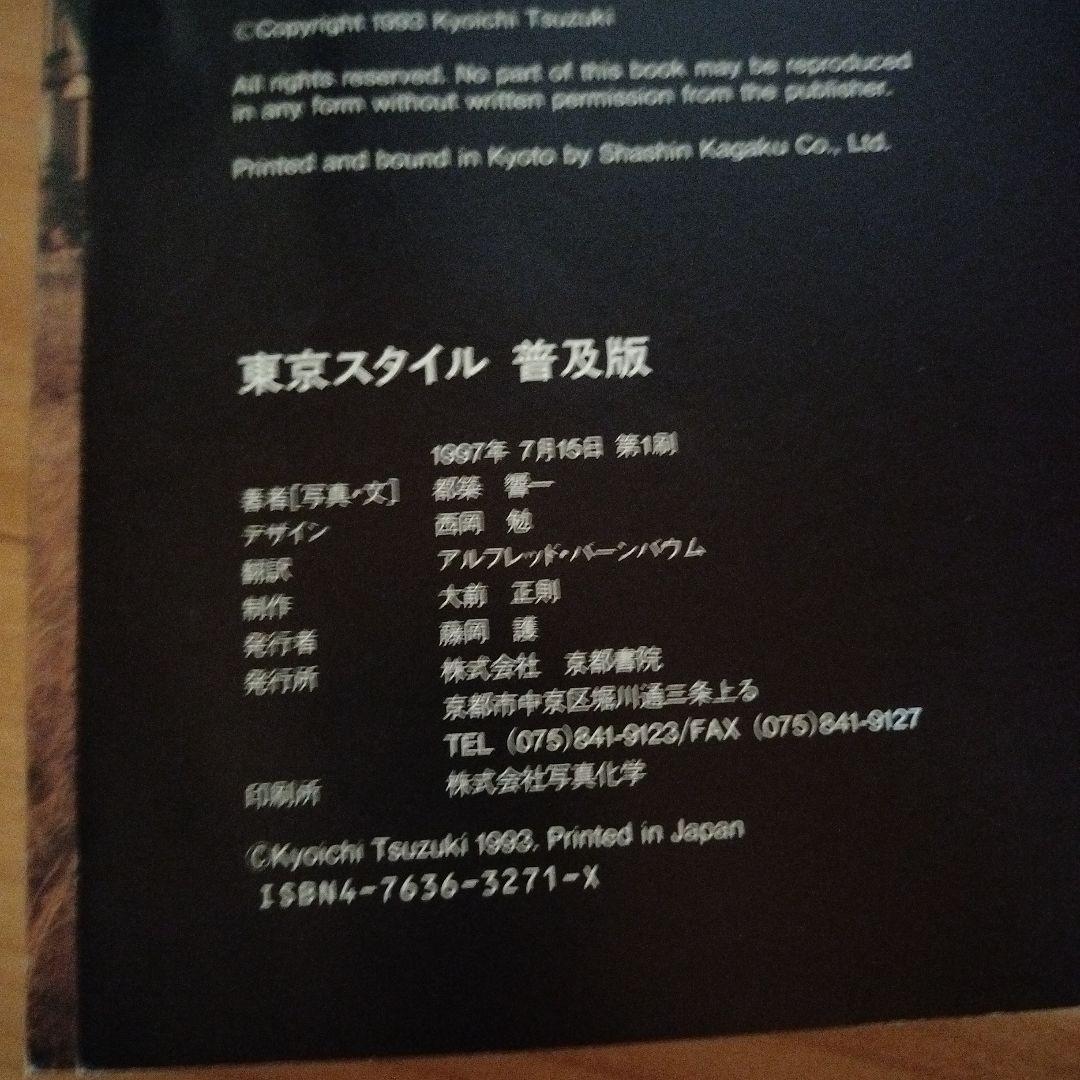 ©Copyright 1993 Kyoichi Tsuzuki
All rights reserved. No part of this book may be reproduced
in any form without written permission from the publisher.
Printed and bound in Kyoto by Shashin Kagaku Co., Ltd.
東京スタイル 普及版
1997年 7月15日 第1刷
著者[写真・文] 都築 響一
デザイン 西岡 勉
翻訳 アルフレッド・バーンバウム
制作 大前 正則
発行者 藤岡 護
発行所 株式会社 京都書院
京都市中京区堀川通三条上る
TEL (075)841-9123/FAX (075)841-9127
印刷所 株式会社写真化学
©Kyoichi Tsuzuki 1993, Printed in Japan
ISBN4-7636-3271-X